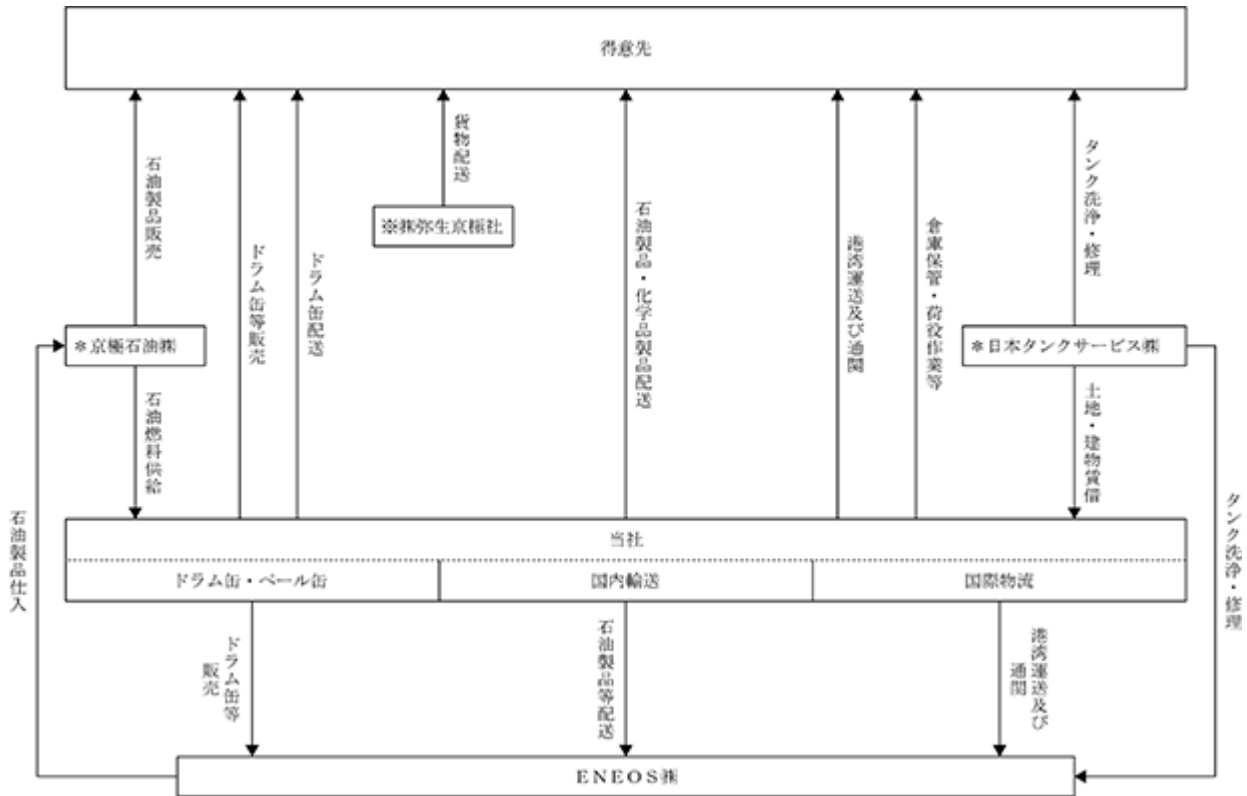 得意先
石油製品販売
ドラム缶等販売
ドラム缶配送
貨物配送
※㈱弥生京極社
石油製品・化学品製品配送
港湾運送及び通関
倉庫保管・荷役作業等
タンク洗浄・修理
＊京極石油㈱
＊日本タンクサービス㈱
石油燃料供給
土地・建物賃借
石油製品仕入
タンク洗浄・修理
当社
ドラム缶・ペール缶
国内輸送
国際物流
ドラム缶等
販売
石油製品等配送
港湾運送及び
通関
ＥＮＥＯＳ㈱